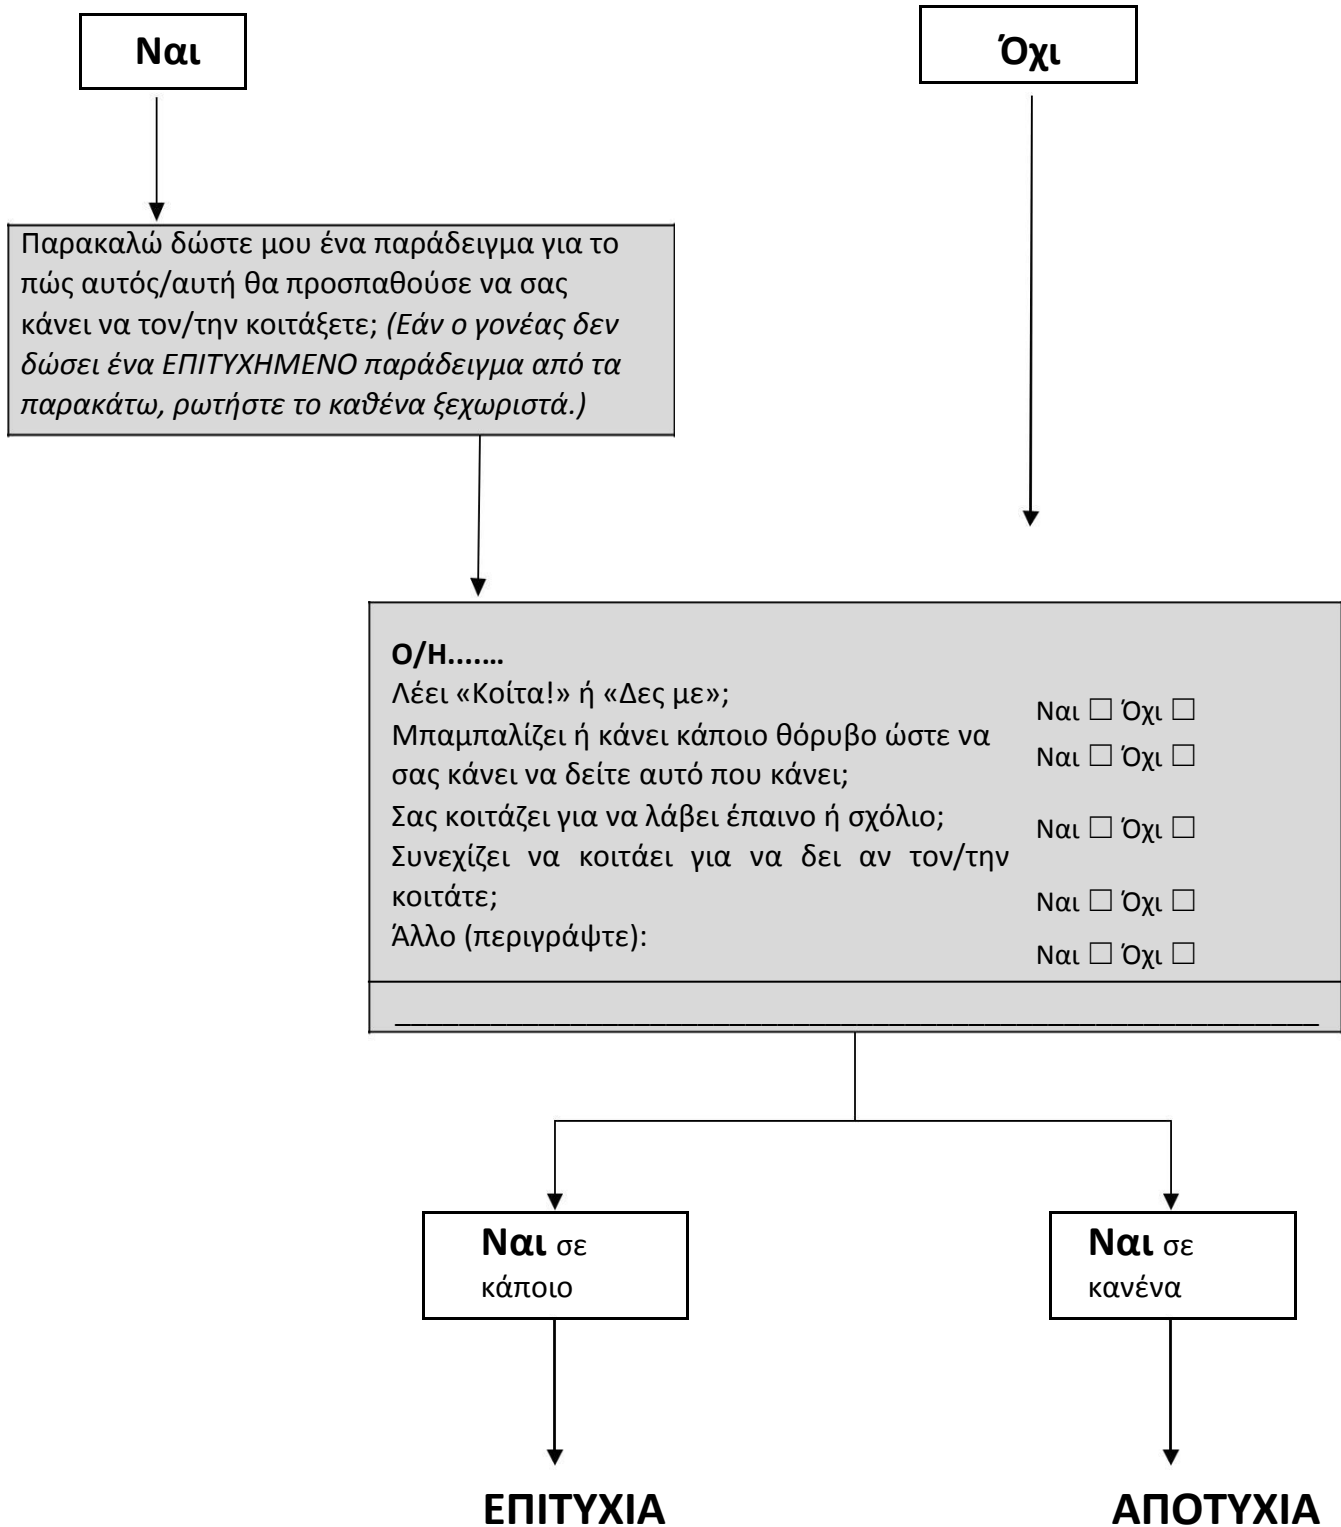 Ναι
Όχι
Παρακαλώ δώστε μου ένα παράδειγμα για το
πώς αυτός/αυτή θα προσπαθούσε να σας
κάνει να τον/την κοιτάξετε; (Εάν ο γονέας δεν
δώσει ένα ΕΠΙΤΥΧΗΜΕΝΟ παράδειγμα από τα
παρακάτω, ρωτήστε το καθένα ξεχωριστά.)
Ο/Η.......
Λέει «Κοίτα!» ή «Δες με»;
Ναι ☐ Όχι ☐
Μπαμπαλίζει ή κάνει κάποιο θόρυβο ώστε να
Ναι ☐ Όχι ☐
σας κάνει να δείτε αυτό που κάνει;
Σας κοιτάζει για να λάβει έπαινο ή σχόλιο;
Ναι ☐ Όχι ☐
Συνεχίζει να κοιτάει για να δει αν τον/την
κοιτάτε;
Ναι ☐ Όχι ☐
Άλλο (περιγράψτε):
Ναι ☐ Όχι ☐
Ναι σε
κάποιο
Ναι σε
κανένα
ΕΠΙΤΥΧΙΑ
ΑΠΟΤΥΧΙΑ